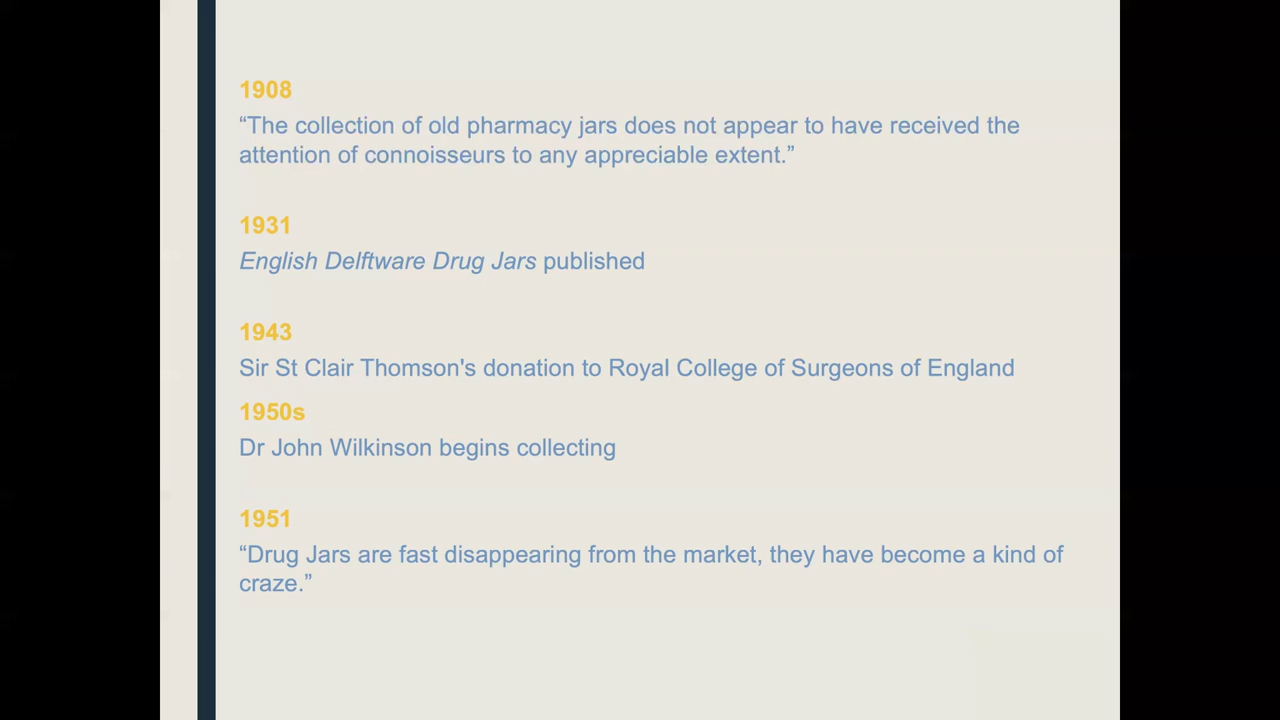 1908
“The collection of old pharmacy jars does not appear to have received the
attention of connoisseurs to any appreciable extent.”
1931
English Delftware Drug Jars published
1943
Sir St Clair Thomson's donation to Royal College of Surgeons of England
1950s
Dr John Wilkinson begins collecting
1951
“Drug Jars are fast disappearing from the market, they have become a kind of
craze.”